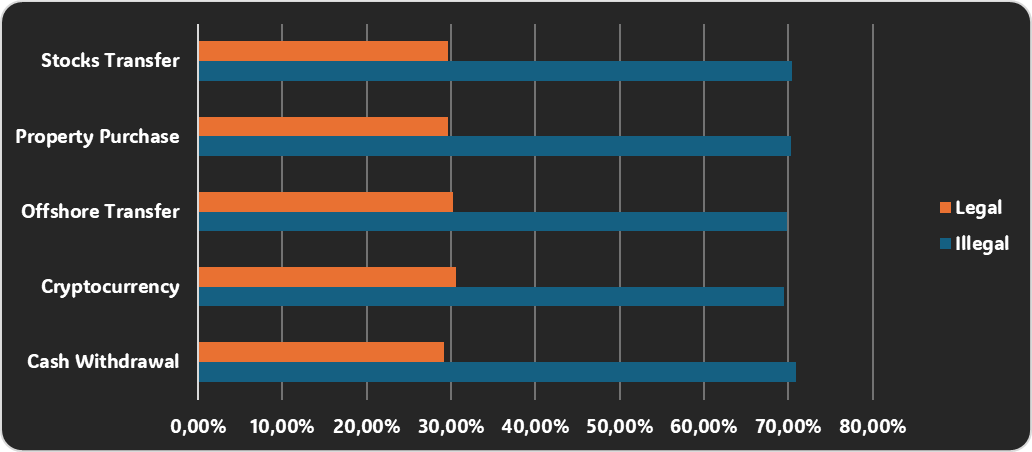 Stocks Transfer
Property Purchase
Offshore Transfer
Cryptocurrency
Cash Withdrawal
0,00% 10,00% 20,00% 30,00% 40,00% 50,00% 60,00% 70,00% 80,00%
Legal
Illegal